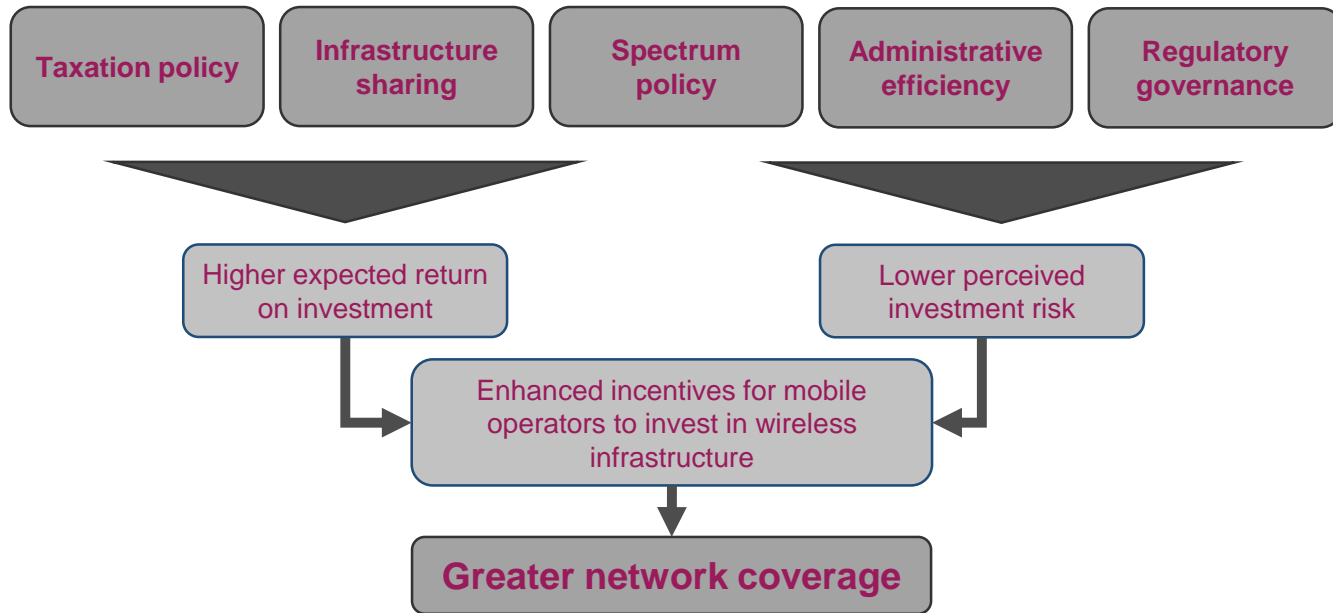 Taxation policy
Infrastructure
sharing
Spectrum
policy
Administrative
efficiency
Regulatory
governance
Higher expected return
on investment
Lower perceived
investment risk
Enhanced incentives for mobile
operators to invest in wireless
infrastructure
Greater network coverage